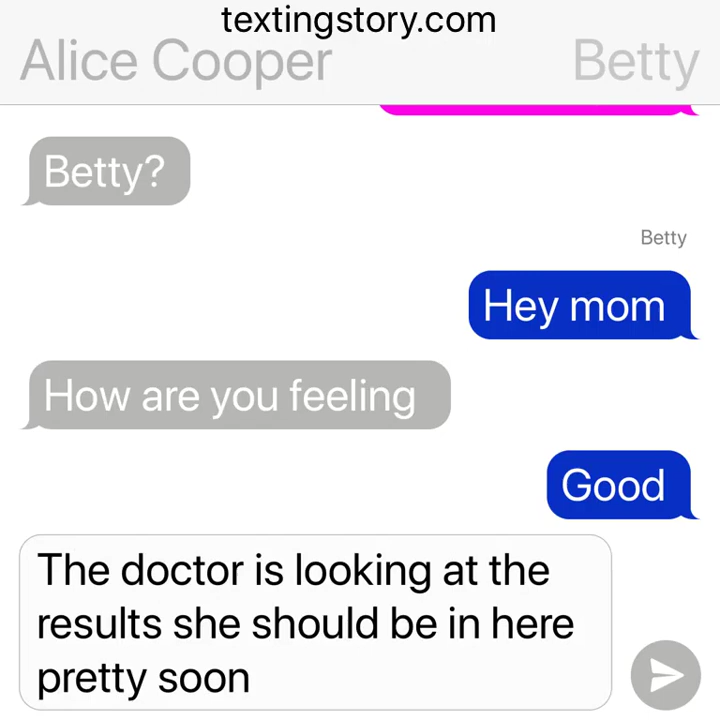 textingstory.com
Alice Cooper
Betty
Betty?
Betty
Hey mom
How are you feeling
Good
The doctor is looking at the
results she should be in here
pretty soon